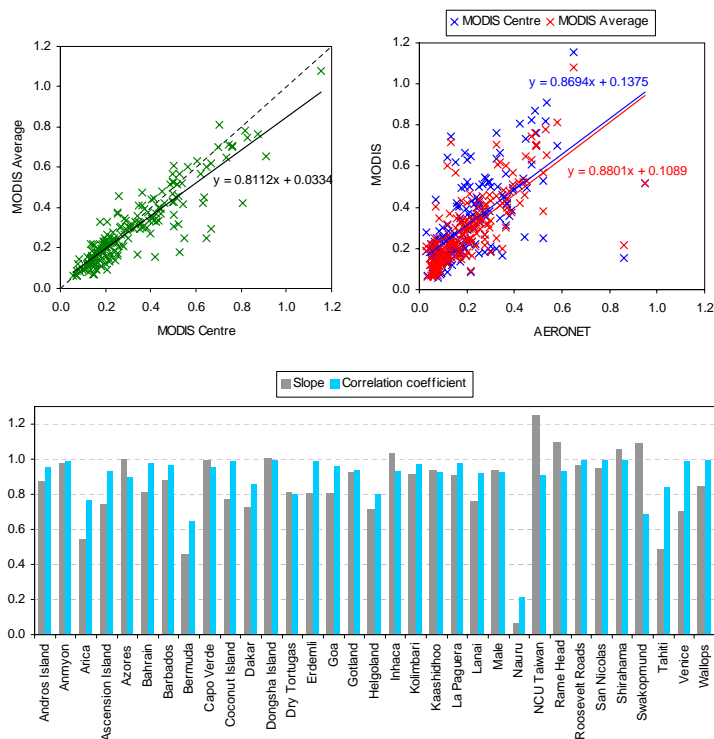 MODIS Centre MODIS Average
1.2
1.0
0.8
0.6
0.4
0.2
0.0
MODIS Average
y = 0.8112x + 0.0334
0.0 0.2 0.4 0.6 0.8 1.0 1.2
MODIS Centre
1.2
1.0
0.8
0.6
0.4
0.2
0.0
MODIS
y = 0.8694x + 0.1375
y = 0.8801x + 0.1089
0.0 0.2 0.4 0.6 0.8 1.0 1.2
AERONET
Slope Correlation coefficient
1.2
1.0
0.8
0.6
0.4
0.2
0.0
Andros Island
Anmyon
Arica
Ascension Island
Azores
Bahrain
Barbados
Bermuda
Capo Verde
Coconut Island
Dakar
Dongsha Island
Dry Tortugas
Erdemli
Goa
Gotland
Helgoland
Inhaca
Kolimbari
Kaashidhoo
La Paguera
Lanai
Male
Nauru
NCU Taiwan
Rame Head
Roosevelt Roads
San Nicolas
Shirahama
Swakopmund
Tahiti
Venice
Wallops